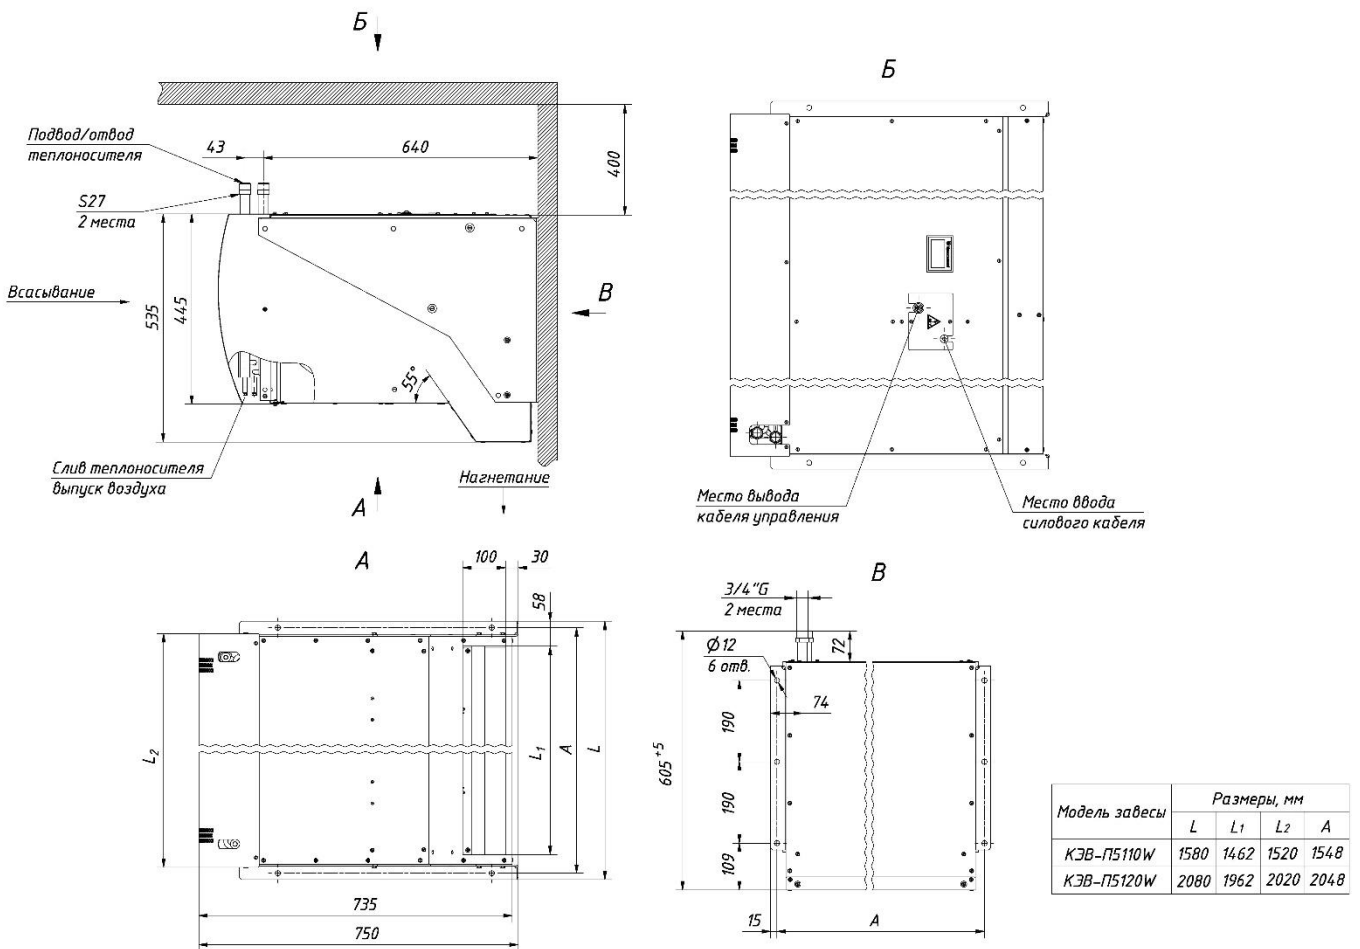 Б
Подвод/отвод
теплоносителя
43
640
400
S27
2 места
Всасывание
535
445
55°
В
Слив теплоносителя
выпуск воздуха
Нагнетание
А
Б
Место вывода
кабеля управления
Место ввода
силового кабеля
А
100
30
58
L2
L1
А
L
735
750
В
3/4"G
2 места
72
Ф12
6 отв.
74
190
605+5
190
109
15
А
Модель завесы
Размеры, мм
L L1 L2 А
КЭВ-П5110W 1580 1462 1520 1548
КЭВ-П5120W 2080 1962 2020 2048